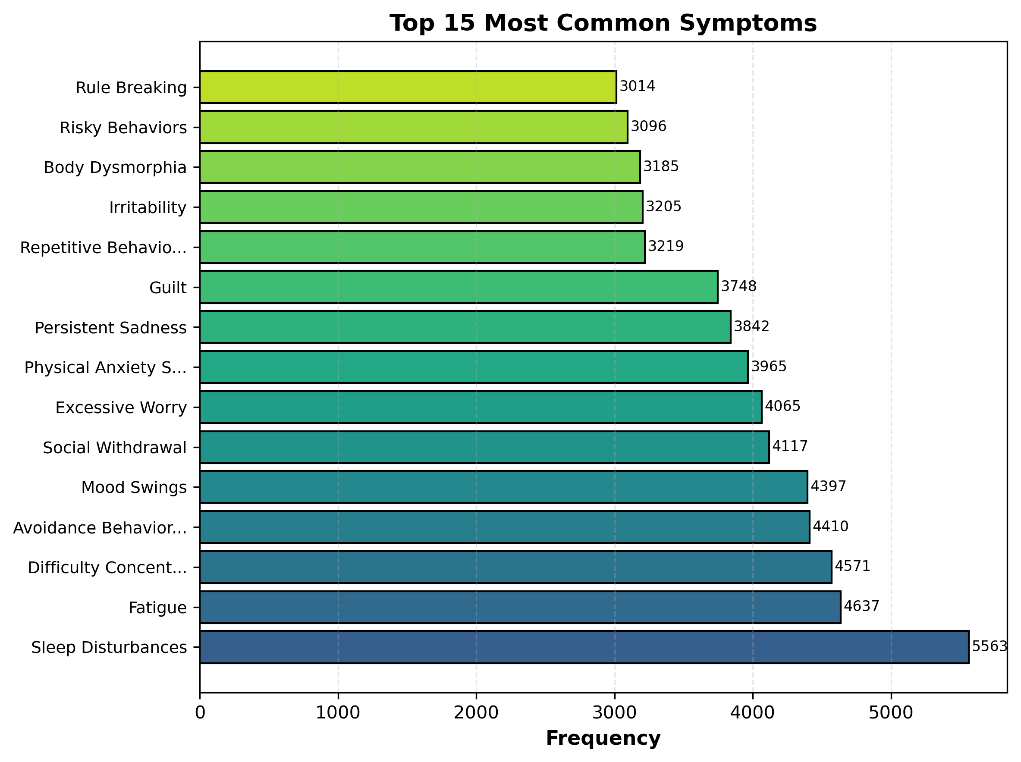 Top 15 Most Common Symptoms
Rule Breaking 3014
Risky Behaviors 3096
Body Dysmorphia 3185
Irritability 3205
Repetitive Behavio... 3219
Guilt 3748
Persistent Sadness 3842
Physical Anxiety S... 3965
Excessive Worry 4065
Social Withdrawal 4117
Mood Swings 4397
Avoidance Behavior... 4410
Difficulty Concent... 4571
Fatigue 4637
Sleep Disturbances 5563
0 1000 2000 3000 4000 5000
Frequency